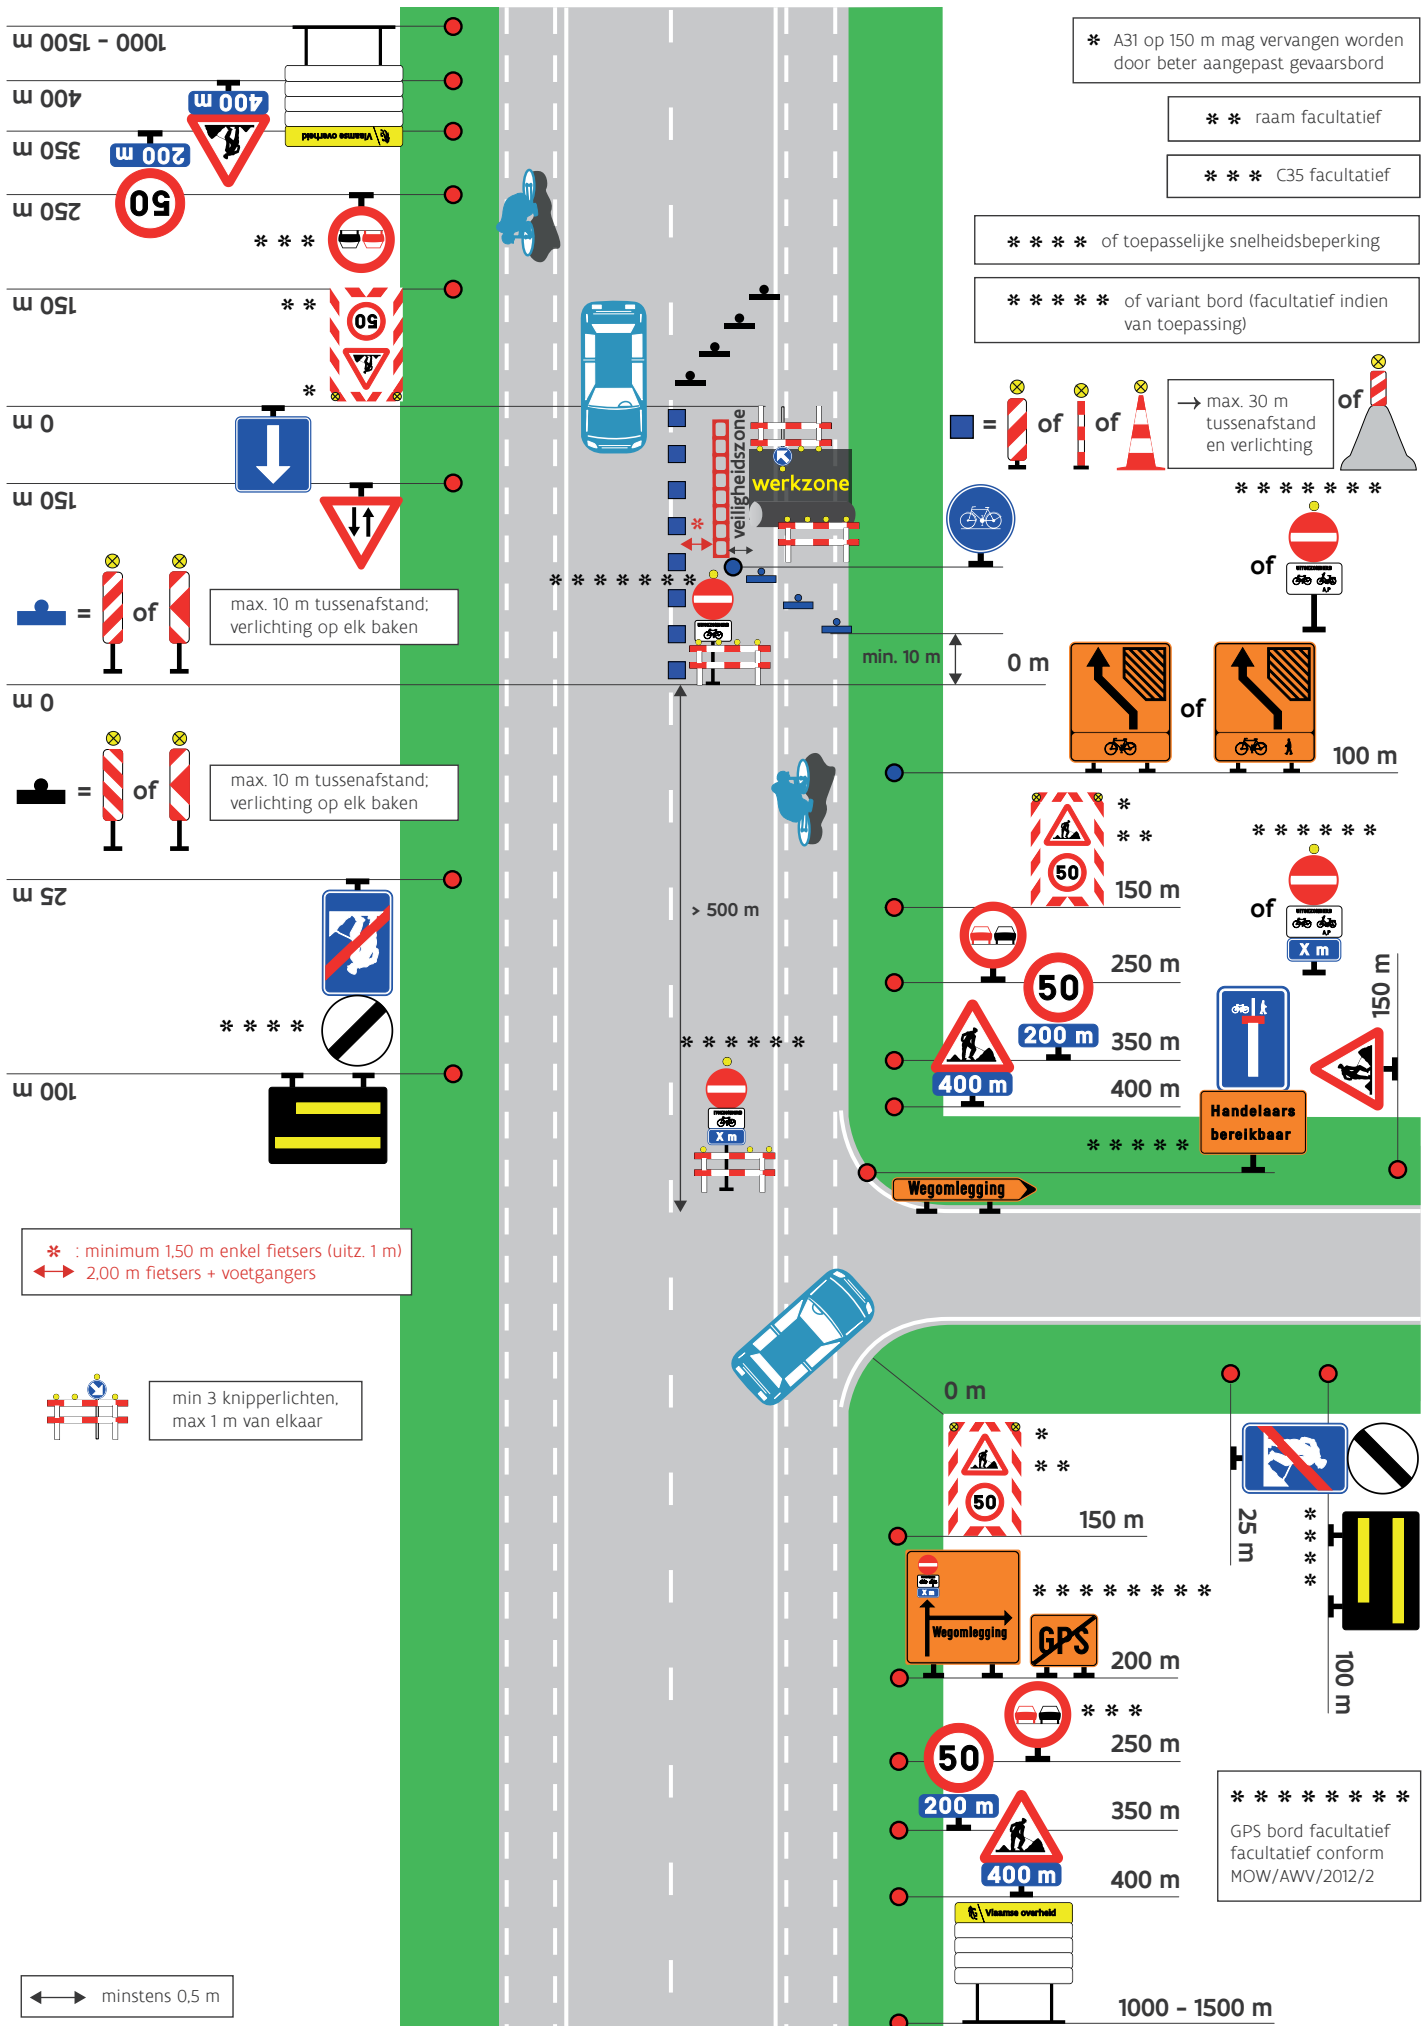 1000 - 1500 m
400 m
400 m
Vlaamse overheid
350 m
200 m
50
250 m
* * *
150 m
* *
50
*
0 m
150 m
= of
max. 10 m tussenafstand;
verlichting op elk baken
0 m
= of
max. 10 m tussenafstand;
verlichting op elk baken
25 m
* * * *
100 m
* : minimum 1,50 m enkel fietsers (uitz. 1 m)
2,00 m fietsers + voetgangers
min 3 knipperlichten,
max 1 m van elkaar
minstens 0,5 m
veiligheidszone
werkzone
*
* * * * * * *
min. 10 m
> 500 m
* * * * * *
X m
* A31 op 150 m mag vervangen worden
door beter aangepast gevaarsbord
* * raam facultatief
* * * C35 facultatief
* * * * of toepasselijke snelheidsbeperking
* * * * * of variant bord (facultatief indien
van toepassing)
= of of
→ max. 30 m
tussenafstand
en verlichting
of
* * * * * * *
of
UITGEZONDERD
A,P
0 m
of
100 m
*
* *
50
150 m
* * * * * *
of
UITGEZONDERD
A,P
X m
250 m
50
200 m
350 m
400 m
400 m
150 m
Handelaars
bereikbaar
* * * * *
Wegomlegging
0 m
*
* *
50
150 m
25 m
* * * *
100 m
X m
Wegomlegging
* * * * * * * *
GPS
200 m
* * *
250 m
50
200 m
350 m
400 m
400 m
Vlaamse overheid
1000 - 1500 m
* * * * * * * *
GPS bord facultatief
facultatief conform
MOW/AWV/2012/2